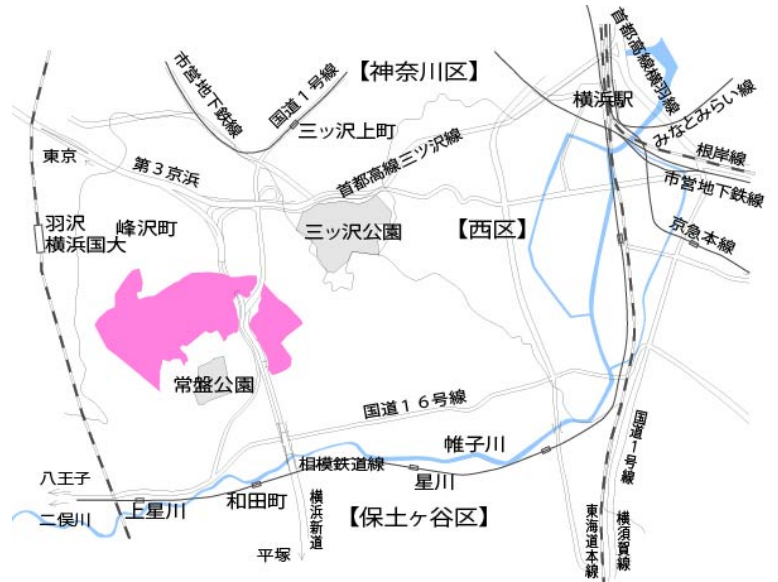 首都高線横羽線
市営地下鉄線
国道1号線
【神奈川区】
横浜駅
みなとみらい線
三ッ沢上町
首都高線三ツ沢線
根岸線
東京
第3京浜
市営地下鉄線
羽沢
横浜国大
峰沢町
三ッ沢公園
【西区】
京急本線
常盤公園
国道16号線
国道1号線
帷子川
八王子
相模鉄道線
星川
二俣川
上星川
和田町
横浜新道
【保土ヶ谷区】
東海道本線
横須賀線
平塚